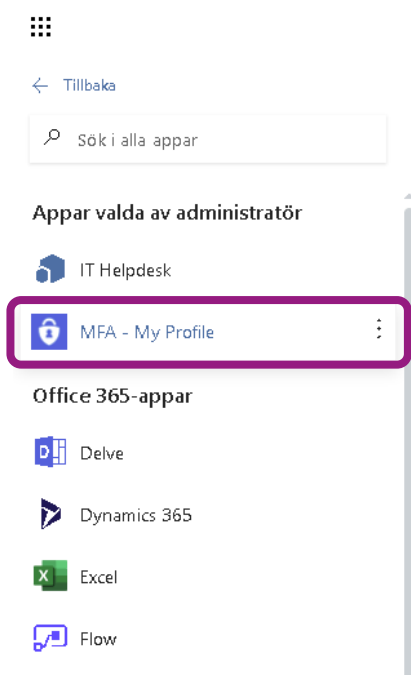 Tillbaka
Sök i alla appar
Appar valda av administratör
IT Helpdesk
MFA - My Profile
Office 365-appar
Delve
Dynamics 365
Excel
Flow